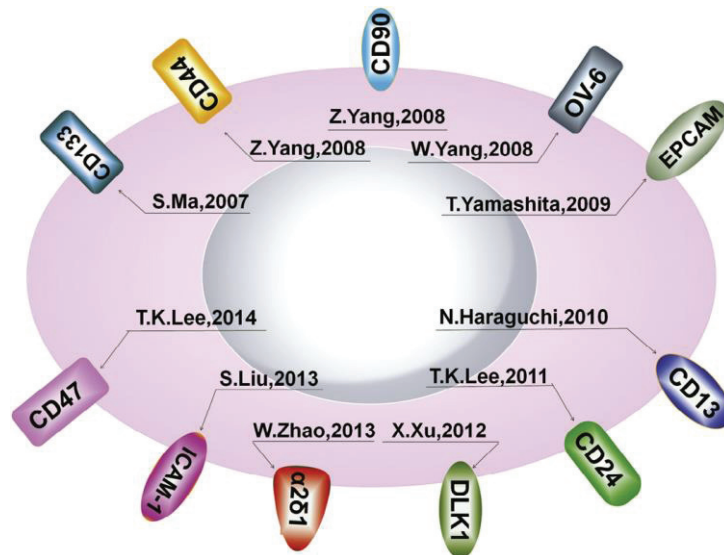 CD90
CD44
OV-6
CD133
EPCAM
Z.Yang,2008
Z.Yang,2008
W.Yang,2008
S.Ma,2007
T.Yamashita,2009
T.K.Lee,2014
N.Haraguchi,2010
S.Liu,2013
T.K.Lee,2011
CD47
CD13
W.Zhao,2013
X.Xu,2012
ICAM-1
α2δ1
DLK1
CD24